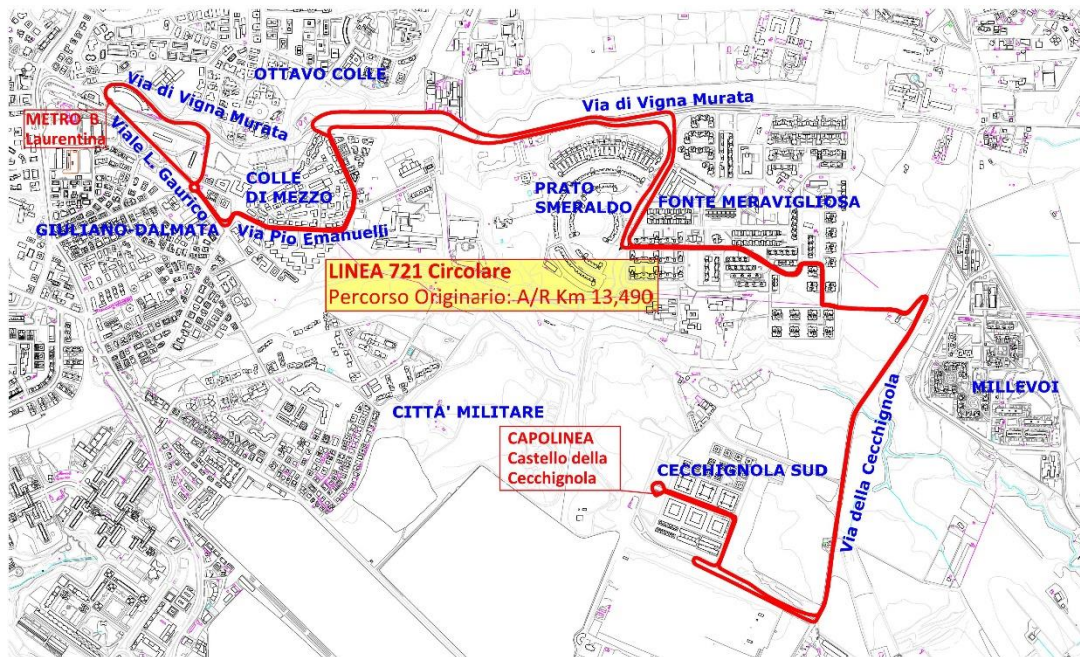 OTTAVO COLLE
Via di Vigna Murata
Via di Vigna Murata
METRO B
Laurentina
Viale L. Gaurico
COLLE
DI MEZZO
PRATO
SMERALDO
FONTE MERAVIGLIOSA
GIULIANO-DALMATA
Via Pio Emanuelli
LINEA 721 Circolare
Percorso Originario: A/R Km 13,490
MILLEVOI
CITTA' MILITARE
Via della Cecchignola
CAPOLINEA
Castello della
Cecchignola
CECCHIGNOLA SUD